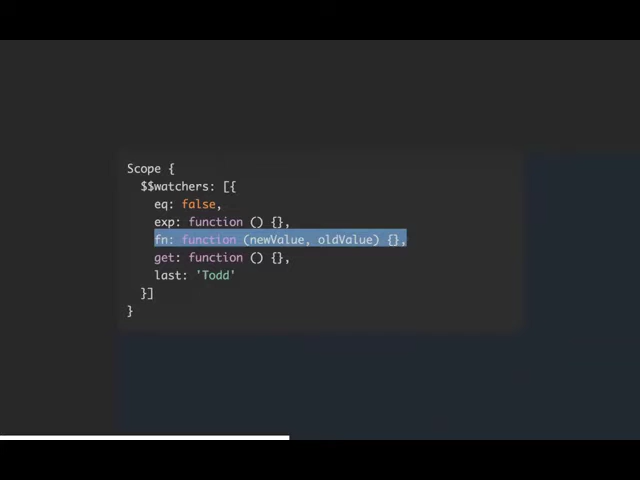 Scope {
$$watchers: [{
eq: false,
exp: function () {},
fn: function (newValue, oldValue) {},
get: function () {},
last: 'Todd'
}]
}